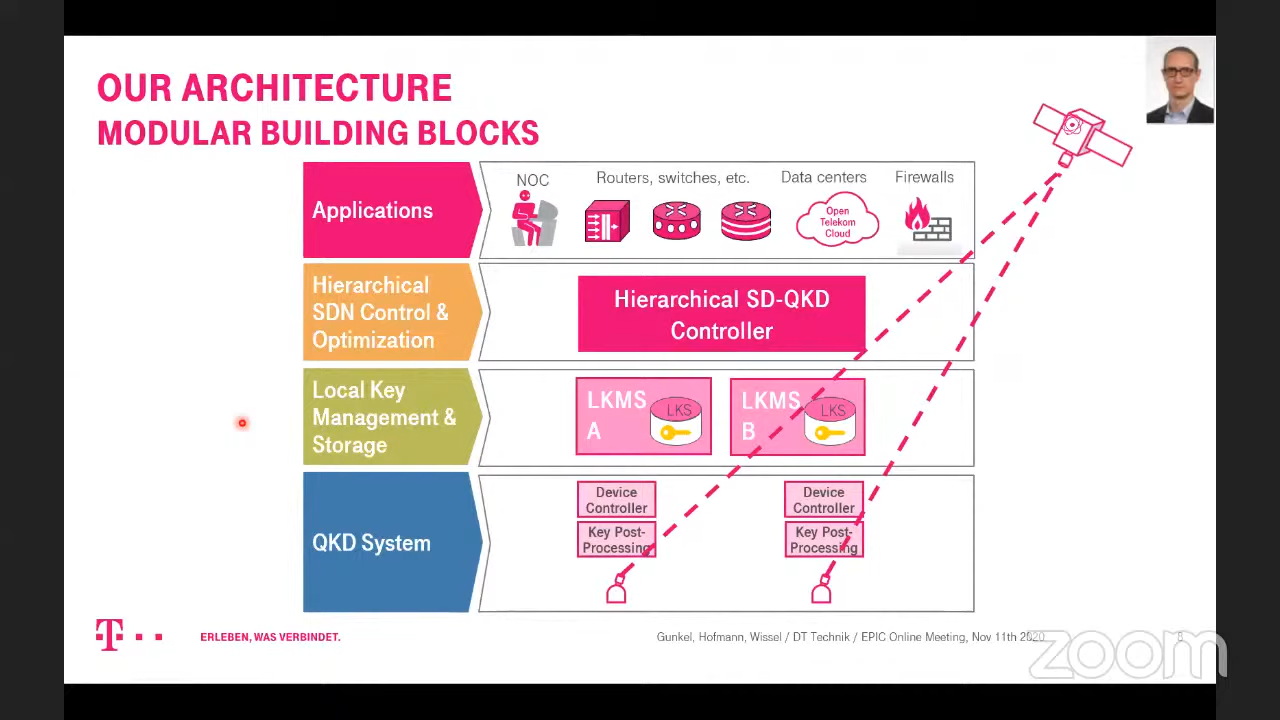 OUR ARCHITECTURE
MODULAR BUILDING BLOCKS
Applications
NOC
Routers, switches, etc.
Data centers
Firewalls
Open
Telekom
Cloud
Hierarchical
SDN Control &
Optimization
Hierarchical SD-QKD
Controller
Local Key
Management &
Storage
LKMS
A
LKS
LKMS
B
LKS
QKD System
Device
Controller
Key Post-
Processing
Device
Controller
Key Post-
Processing
T
ERLEBEN, WAS VERBINDET.
Gunkel, Hofmann, Wissel / DT Technik / EPIC Online Meeting, Nov 11th 2020
8
zoom